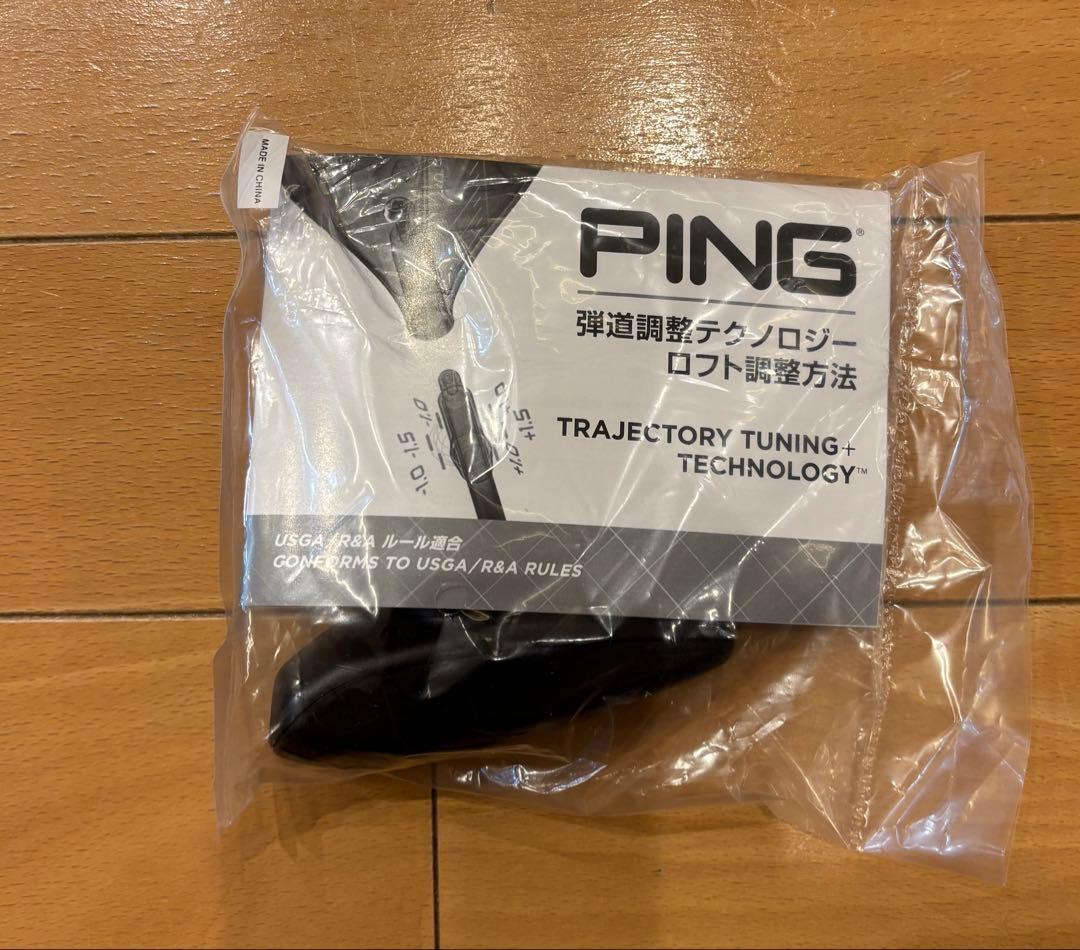 MADE IN CHINA
PING®
弾道調整テクノロジー
ロフト調整方法
TRAJECTORY TUNING+
TECHNOLOGY™
+1.5
-1.5
-1.0
USGA/R&A ルール適合
CONFORMS TO USGA/R&A RULES